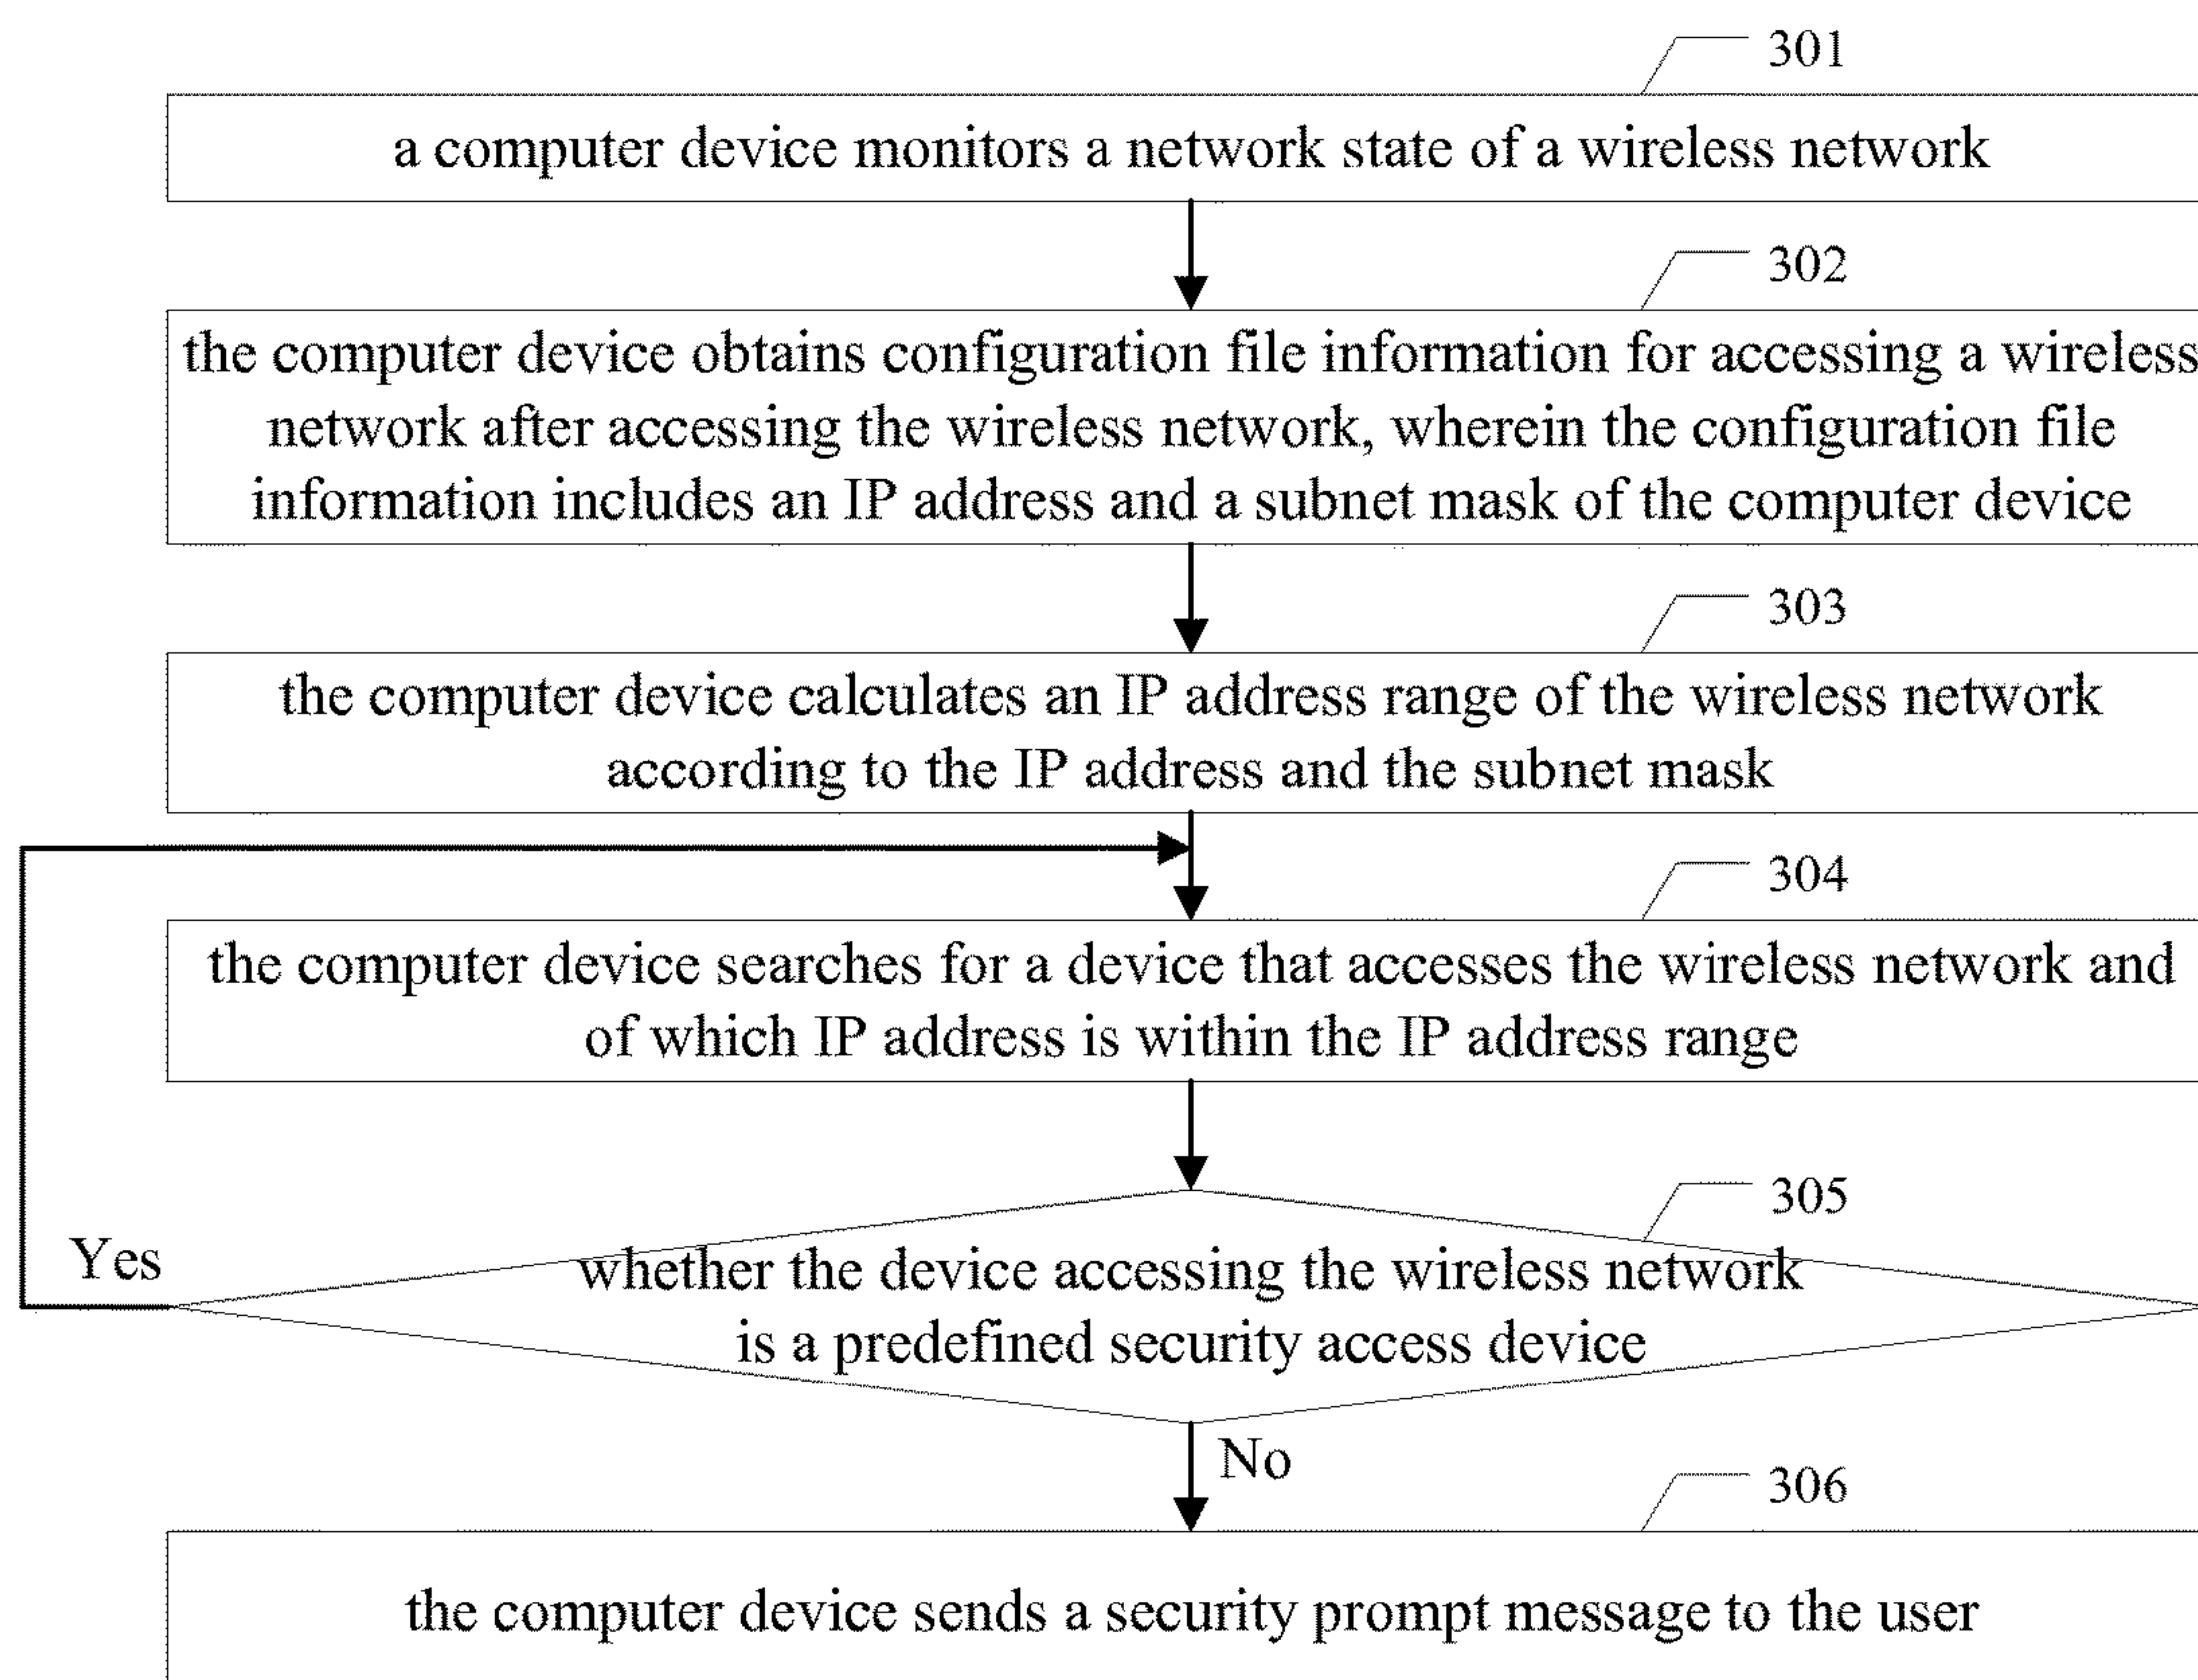 301
a computer device monitors a network state of a wireless network
302
the computer device obtains configuration file information for accessing a wireless
network after accessing the wireless network, wherein the configuration file
information includes an IP address and a subnet mask of the computer device
303
the computer device calculates an IP address range of the wireless network
according to the IP address and the subnet mask
304
the computer device searches for a device that accesses the wireless network and
of which IP address is within the IP address range
305
Yes
whether the device accessing the wireless network
is a predefined security access device
No
306
the computer device sends a security prompt message to the user